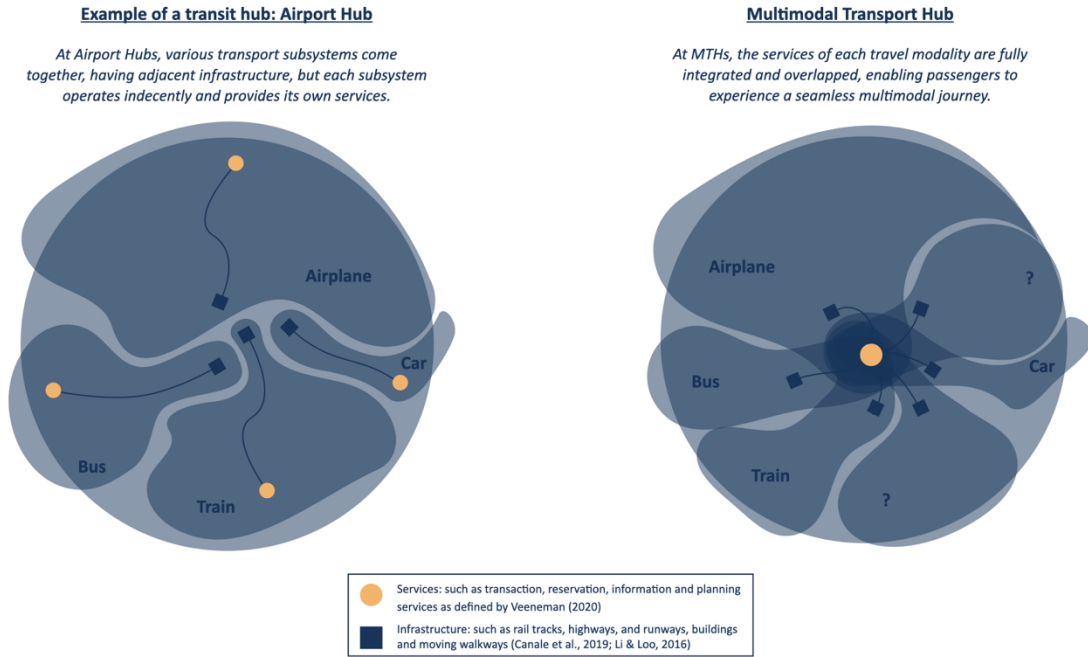 Example of a transit hub: Airport Hub
At Airport Hubs, various transport subsystems come
together, having adjacent infrastructure, but each subsystem
operates indecently and provides its own services.
Airplane
Car
Bus
Train
Multimodal Transport Hub
At MTHs, the services of each travel modality are fully
integrated and overlapped, enabling passengers to
experience a seamless multimodal journey.
Airplane
?
Bus
Car
Train
?
Services: such as transaction, reservation, information and planning
services as defined by Veeneman (2020)
Infrastructure: such as rail tracks, highways, and runways, buildings
and moving walkways (Canale et al., 2019; Li & Loo, 2016)